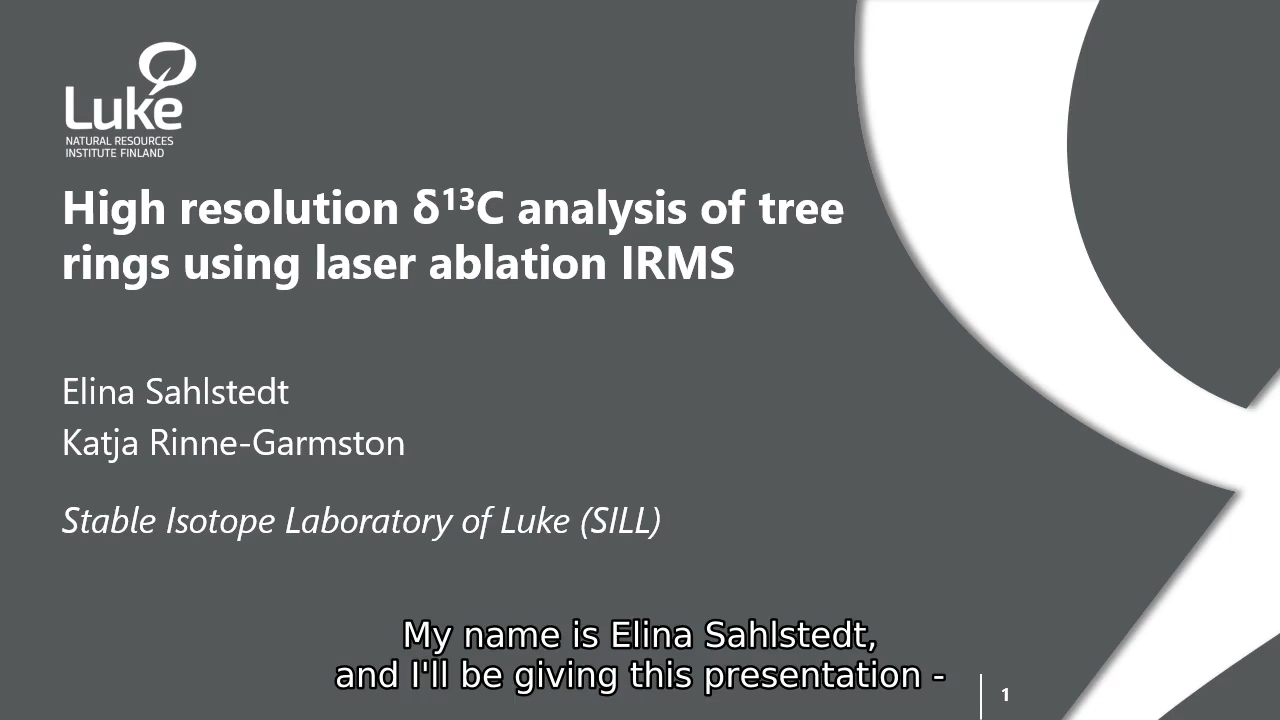 Luke
NATURAL RESOURCES
INSTITUTE FINLAND
High resolution δ¹³C analysis of tree
rings using laser ablation IRMS
Elina Sahlstedt
Katja Rinne-Garmston
Stable Isotope Laboratory of Luke (SILL)
My name is Elina Sahlstedt,
and I'll be giving this presentation -
1